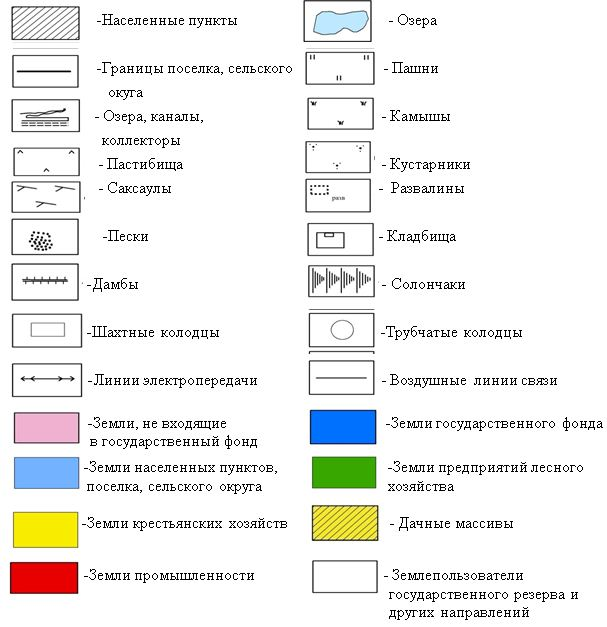 -Населенные пункты
-Границы поселка, сельского
окуга
- Озера, каналы,
коллекторы
- Пастибища
- Саксаулы
-Пески
-Дамбы
-Шахтные колодцы
-Линии электропередачи
-Земли, не входящие
в государственный фонд
-Земли населенных пунктов,
поселка, сельского округа
-Земли крестьянских хозяйств
-Земли промышленности
- Озера
- Пашни
- Камышы
- Кустарники
разв
- Развалины
- Кладбища
- Солончаки
-Трубчатые колодцы
- Воздушные линии связи
-Земли государственного фонда
-Земли предприятий лесного
хозяйства
- Дачные массивы
- Землепользователи
государственного резерва и
других направлений